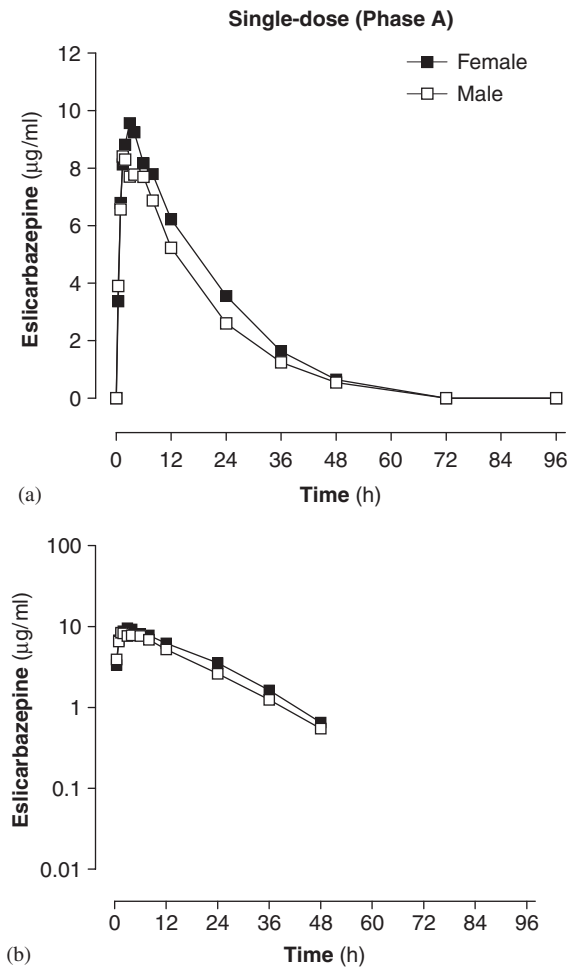 Single-dose (Phase A)
12
10
8
6
4
2
0
Eslicarbazepine (μg/ml)
Female
Male
0 12 24 36 48 60 72 84 96
Time (h)
(a)
100
10
1
0.1
0.01
Eslicarbazepine (μg/ml)
0 12 24 36 48 60 72 84 96
Time (h)
(b)